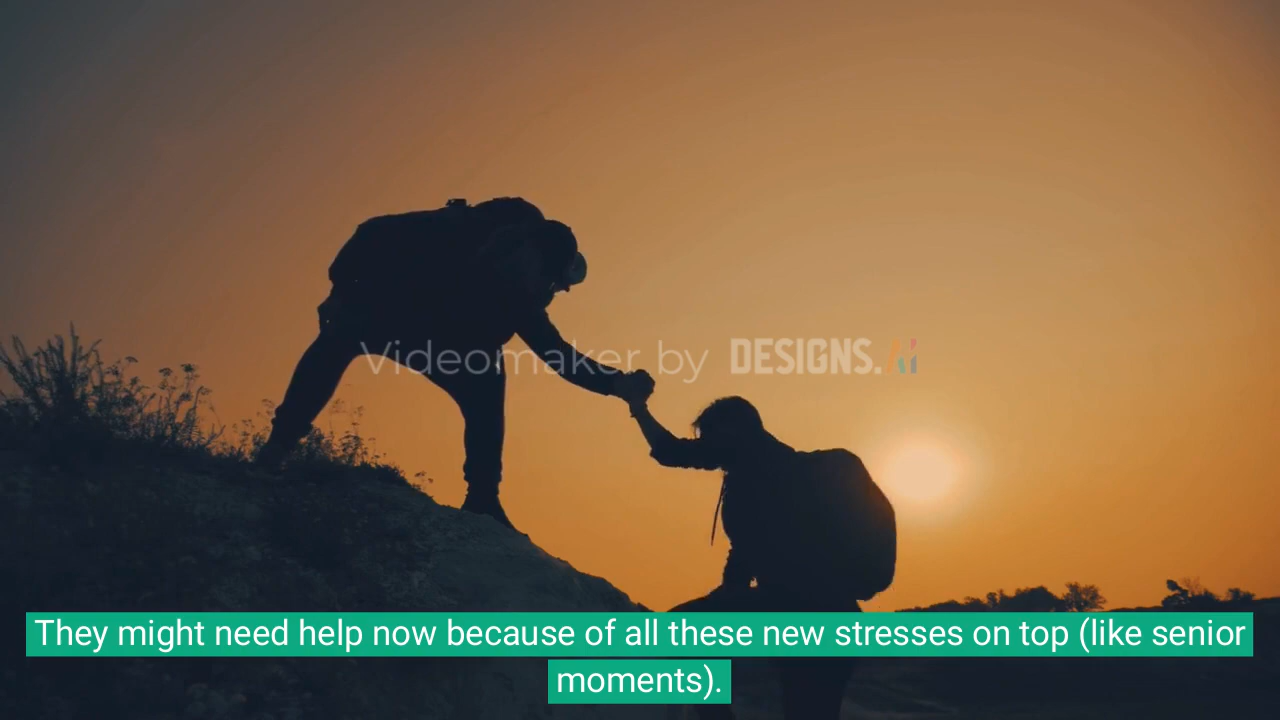 Videomaker by DESIGNS.AI
They might need help now because of all these new stresses on top (like senior
moments).